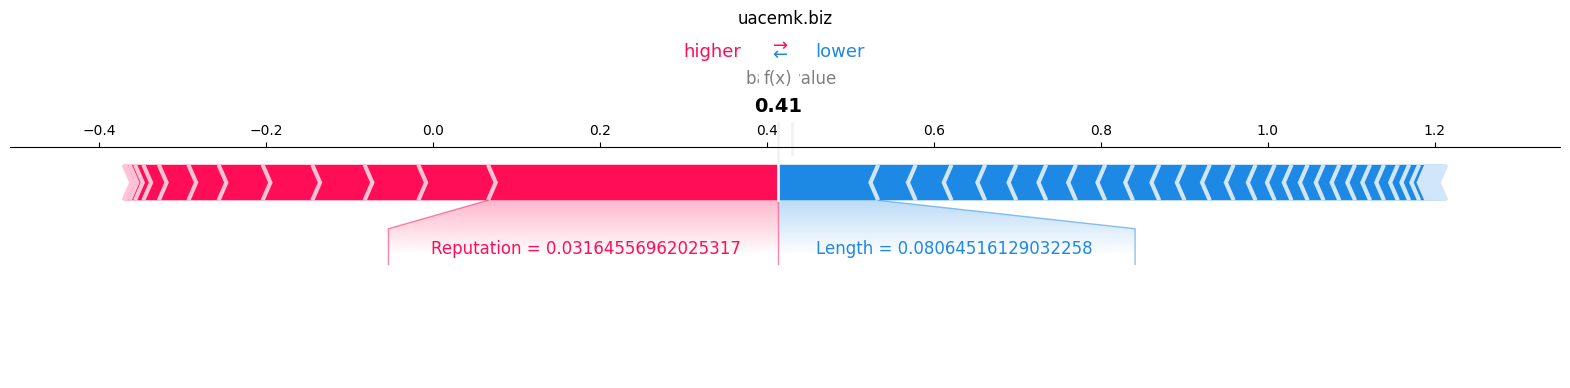 uacemk.biz
higher ⇄ lower
f(x)
0.41
−0.4 −0.2 0.0 0.2 0.4 0.6 0.8 1.0 1.2
Reputation = 0.03164556962025317 Length = 0.08064516129032258